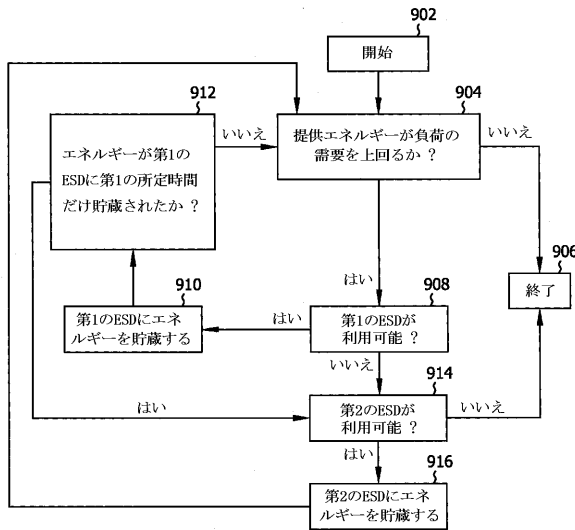 902
開始
912
エネルギーが第1の
ESDに第1の所定時間
だけ貯蔵されたか？
いいえ
904
提供エネルギーが負荷の
需要を上回るか？
いいえ
906
終了
はい
910
第1のESDにエネ
ルギーを貯蔵する
はい
908
第1のESDが
利用可能？
いいえ
914
はい
第2のESDが
利用可能？
いいえ
はい
916
第2のESDにエネ
ルギーを貯蔵する